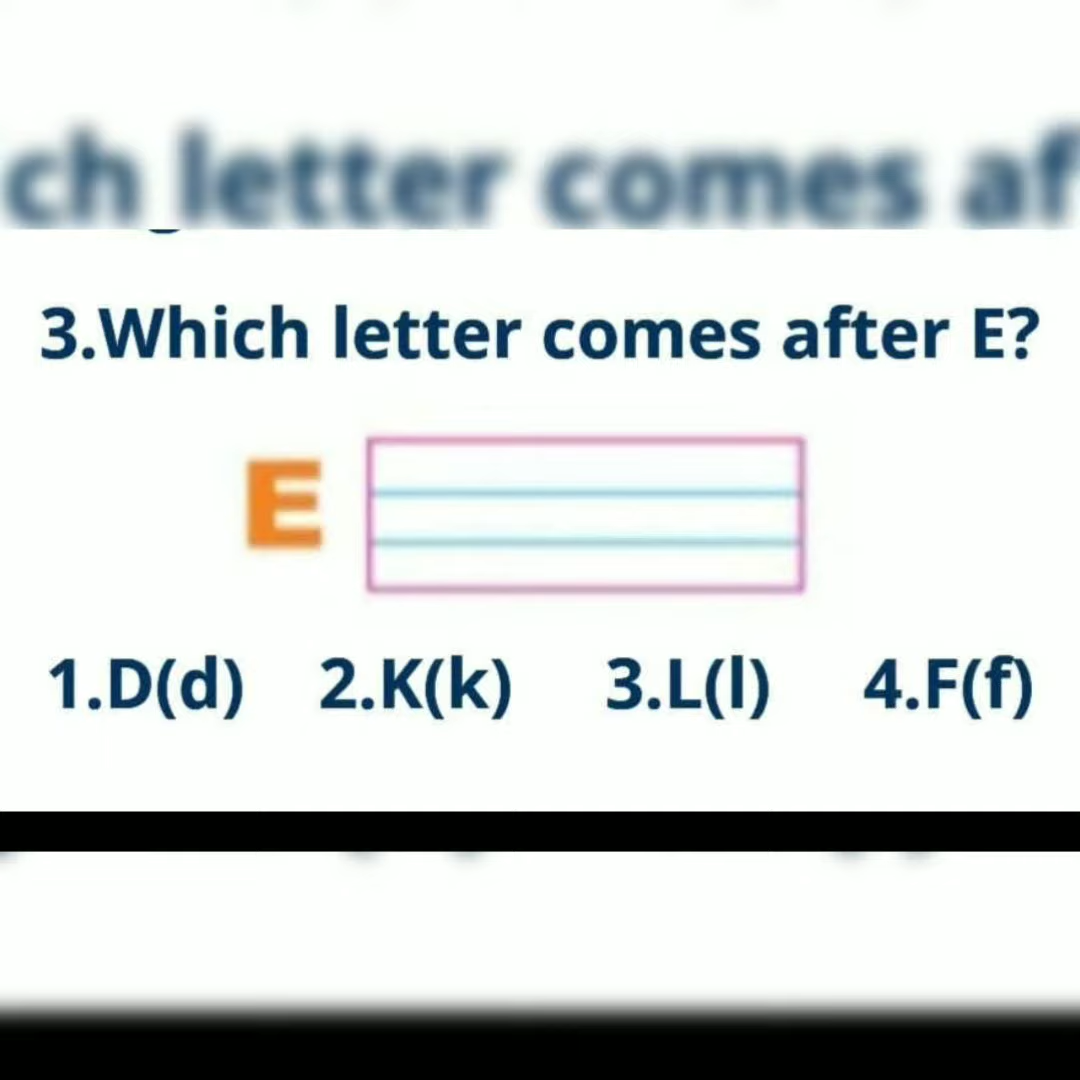 ch letter comes af
3.Which letter comes after E?
E
1.D(d) 2.K(k) 3.L(l) 4.F(f)